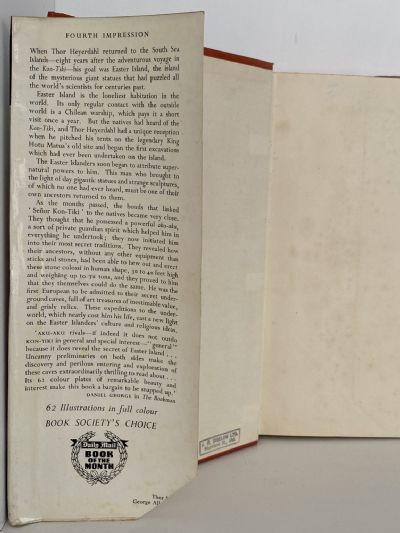 FOURTH IMPRESSION
When Thor Heyerdahl returned to the South Sea
Islands—eight years after the adventurous voyage in
the Kon-Tiki—his goal was Easter Island, the island
of the mysterious giant statues that had puzzled all
the world's scientists for centuries past.
Easter Island is the loneliest habitation in the
world. Its only regular contact with the outside
world is a Chilean warship, which pays it a short
visit once a year. But the natives had heard of the
Kon-Tiki, and Thor Heyerdahl had a unique reception
when he pitched his tents on the legendary King
Hotu Matua's old site and began the first excavations
which had ever been undertaken on the island.
The Easter Islanders soon began to attribute super-
natural powers to him. This man who brought to
the light of day gigantic statues and strange sculptures,
of which no one had ever heard, must be one of their
own ancestors returned to them.
As the months passed, the bonds that linked
'Señor Kon-Tiki' to the natives became very close.
They thought that he possessed a powerful aku-aku,
a sort of private guardian spirit which helped him in
everything he undertook; they now initiated him
into their most secret traditions. They revealed how
their ancestors, without any other equipment than
sticks and stones, had been able to hew out and erect
these stone colossi in human shape, 30 to 40 feet high
and weighing up to 70 tons, and they proved to him
that they themselves could do the same. He was the
first European to be admitted to their secret under-
ground caves, full of art treasures of inestimable value,
and grisly relics. These expeditions to the under-
world, which nearly cost him his life, cast a new light
on the Easter Islanders' culture and religious ideas.
'AKU-AKU rivals—if indeed it does not outdo
KON-TIKI in general and special interest—"general"
because it does reveal the secret of Easter Island . . .
Uncanny preliminaries on both sides make the
discovery and perilous entering and exploration of
these caves extraordinarily thrilling to read about . . .
Its 62 colour plates of remarkable beauty and
interest make this book a bargain to be snapped up.'
DANIEL GEORGE in The Bookman
62 Illustrations in full colour
BOOK SOCIETY'S CHOICE
Daily Mail
BOOK
OF THE
MONTH
Thor
George All